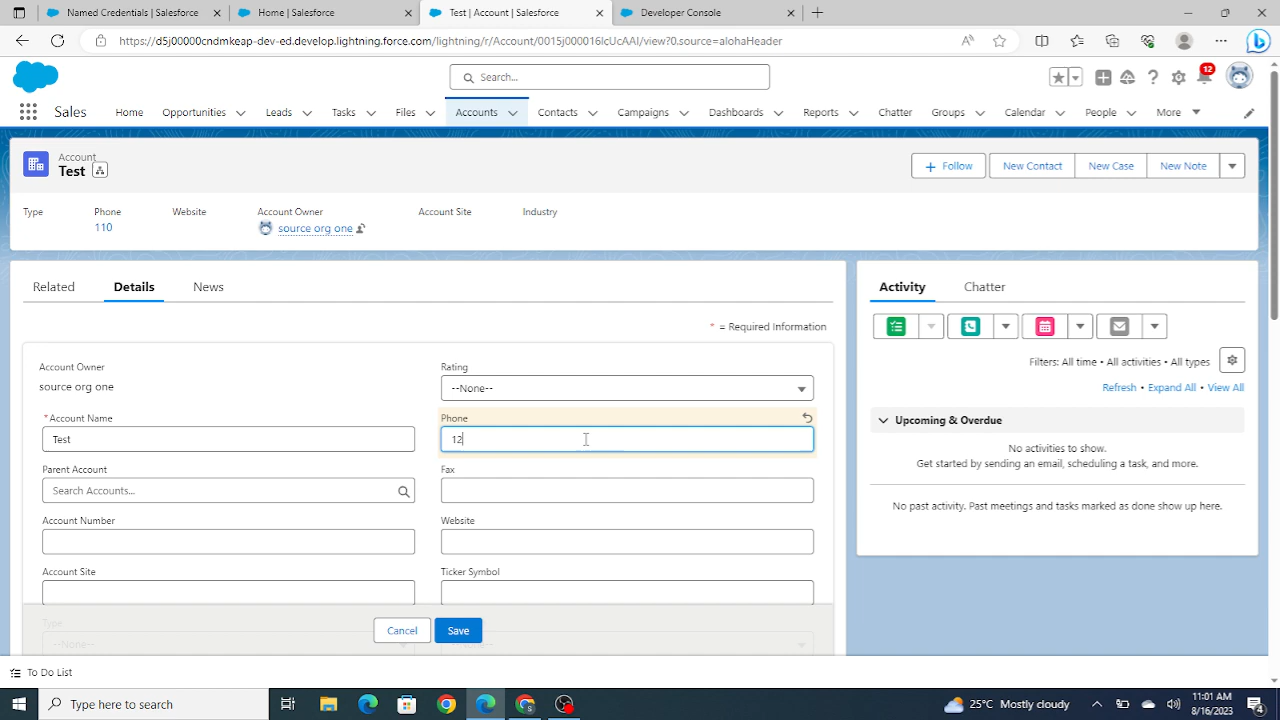 Named Credentials | Salesforce
Home | Salesforce
Test | Account | Salesforce
Developer Console
https://d5j00000cndmkeap-dev-ed.develop.lightning.force.com/lightning/r/Account/0015j000016lcUcAAI/view?0.source=alohaHeader
Search...
12
Sales
Home
Opportunities
Leads
Tasks
Files
Accounts
Contacts
Campaigns
Dashboards
Reports
Chatter
Groups
Calendar
People
More
Account
Test
Follow
New Contact
New Case
New Note
Type
Phone
Website
Account Owner
Account Site
Industry
110
source org one
Related
Details
News
Activity
Chatter
* = Required Information
Account Owner
source org one
Rating
--None--
Filters: All time • All activities • All types
Refresh • Expand All • View All
*Account Name
Test
Phone
12
Upcoming & Overdue
No activities to show.
Get started by sending an email, scheduling a task, and more.
Parent Account
Search Accounts...
Fax
No past activity. Past meetings and tasks marked as done show up here.
Account Number
Website
Account Site
Ticker Symbol
Type
--None--
--None--
Cancel
Save
To Do List
Type here to search
25°C Mostly cloudy
11:01 AM
8/16/2023
4